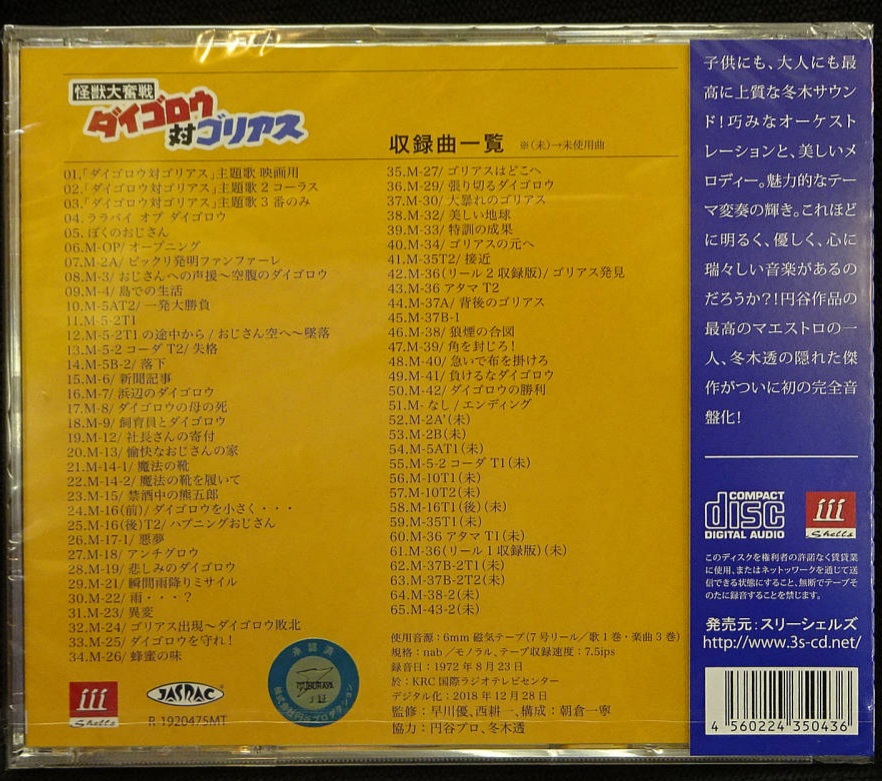 怪獣大奮戦
ダイゴロウ
対ゴリアス
収録曲一覧 ※(未)→未使用曲
01.「ダイゴロウ対ゴリアス」主題歌 映画用
02.「ダイゴロウ対ゴリアス」主題歌 2 コーラス
03.「ダイゴロウ対ゴリアス」主題歌 3 番のみ
04. ララバイ オブ ダイゴロウ
05. ぼくのおじさん
06.M-OP/ オープニング
07.M-2A/ ビックリ発明ファンファーレ
08.M-3/ おじさんへの声援～空腹のダイゴロウ
09.M-4/ 島での生活
10.M-5AT2/ 一発大勝負
11.M-5-2T1
12.M-5-2T1 の途中から / おじさん空へ～墜落
13.M-5-2 コーダ T2/ 失格
14.M-5B-2/ 落下
15.M-6/ 新聞記事
16.M-7/ 浜辺のダイゴロウ
17.M-8/ ダイゴロウの母の死
18.M-9/ 飼育員とダイゴロウ
19.M-12/ 社長さんの寄付
20.M-13/ 愉快なおじさんの家
21.M-14-1/ 魔法の靴
22.M-14-2/ 魔法の靴を履いて
23.M-15/ 禁酒中の熊五郎
24.M-16(前)/ ダイゴロウを小さく・・・
25.M-16(後)T2/ ハプニングおじさん
26.M-17-1/ 悪夢
27.M-18/ アンチグロウ
28.M-19/ 悲しみのダイゴロウ
29.M-21/ 瞬間雨降りミサイル
30.M-22/ 雨・・・？
31.M-23/ 異変
32.M-24/ ゴリアス出現～ダイゴロウ敗北
33.M-25/ ダイゴロウを守れ！
34.M-26/ 蜂蜜の味
35.M-27/ ゴリアスはどこへ
36.M-29/ 張り切るダイゴロウ
37.M-30/ 大暴れのゴリアス
38.M-32/ 美しい地球
39.M-33/ 特訓の成果
40.M-34/ ゴリアスの元へ
41.M-35T2/ 接近
42.M-36(リール 2 収録版)/ ゴリアス発見
43.M-36 アタマ T2
44.M-37A/ 背後のゴリアス
45.M-37B-1
46.M-38/ 狼煙の合図
47.M-39/ 角を封じろ！
48.M-40/ 急いで布を掛けろ
49.M-41/ 負けるなダイゴロウ
50.M-42/ ダイゴロウの勝利
51.M- なし / エンディング
52.M-2A'(未)
53.M-2B(未)
54.M-5AT1(未)
55.M-5-2 コーダ T1(未)
56.M-10T1(未)
57.M-10T2(未)
58.M-16T1(後)(未)
59.M-35T1(未)
60.M-36 アタマ T1(未)
61.M-36(リール 1 収録版)(未)
62.M-37B-2T1(未)
63.M-37B-2T2(未)
64.M-38-2(未)
65.M-43-2(未)
使用音源：6mm 磁気テープ(7 号リール／歌 1 巻・楽曲 3 巻)
規格：nab／モノラル、テープ収録速度：7.5ips
録音日：1972 年 8 月 23 日
於：KRC 国際ラジオテレビセンター
デジタル化：2018 年 12 月 28 日
監修：早川優、西耕一、構成：朝倉一寧
協力：円谷プロ、冬木透
iii
Shells
JASRAC
R-1920475MT
承認済
TSUBURAYA
株式会社円谷プロダクション
子供にも、大人にも最
高に上質な冬木サウン
ド！巧みなオーケスト
レーションと、美しいメ
ロディー。魅力的なテー
マ変奏の輝き。これほど
に明るく、優しく、心に
瑞々しい音楽があるの
だろうか？！円谷作品の
最高のマエストロの一
人、冬木透の隠れた傑
作がついに初の完全音
盤化！
COMPACT
disc
DIGITAL AUDIO
iii
Shells
このディスクを権利者の許諾なく賃貸業
に使用、またはネットワークを通じて送
信できる状態にすること、無断でテープそ
のたに録音することを禁じます。
発売元：スリーシェルズ
http://www.3s-cd.net/
4 560224 350436